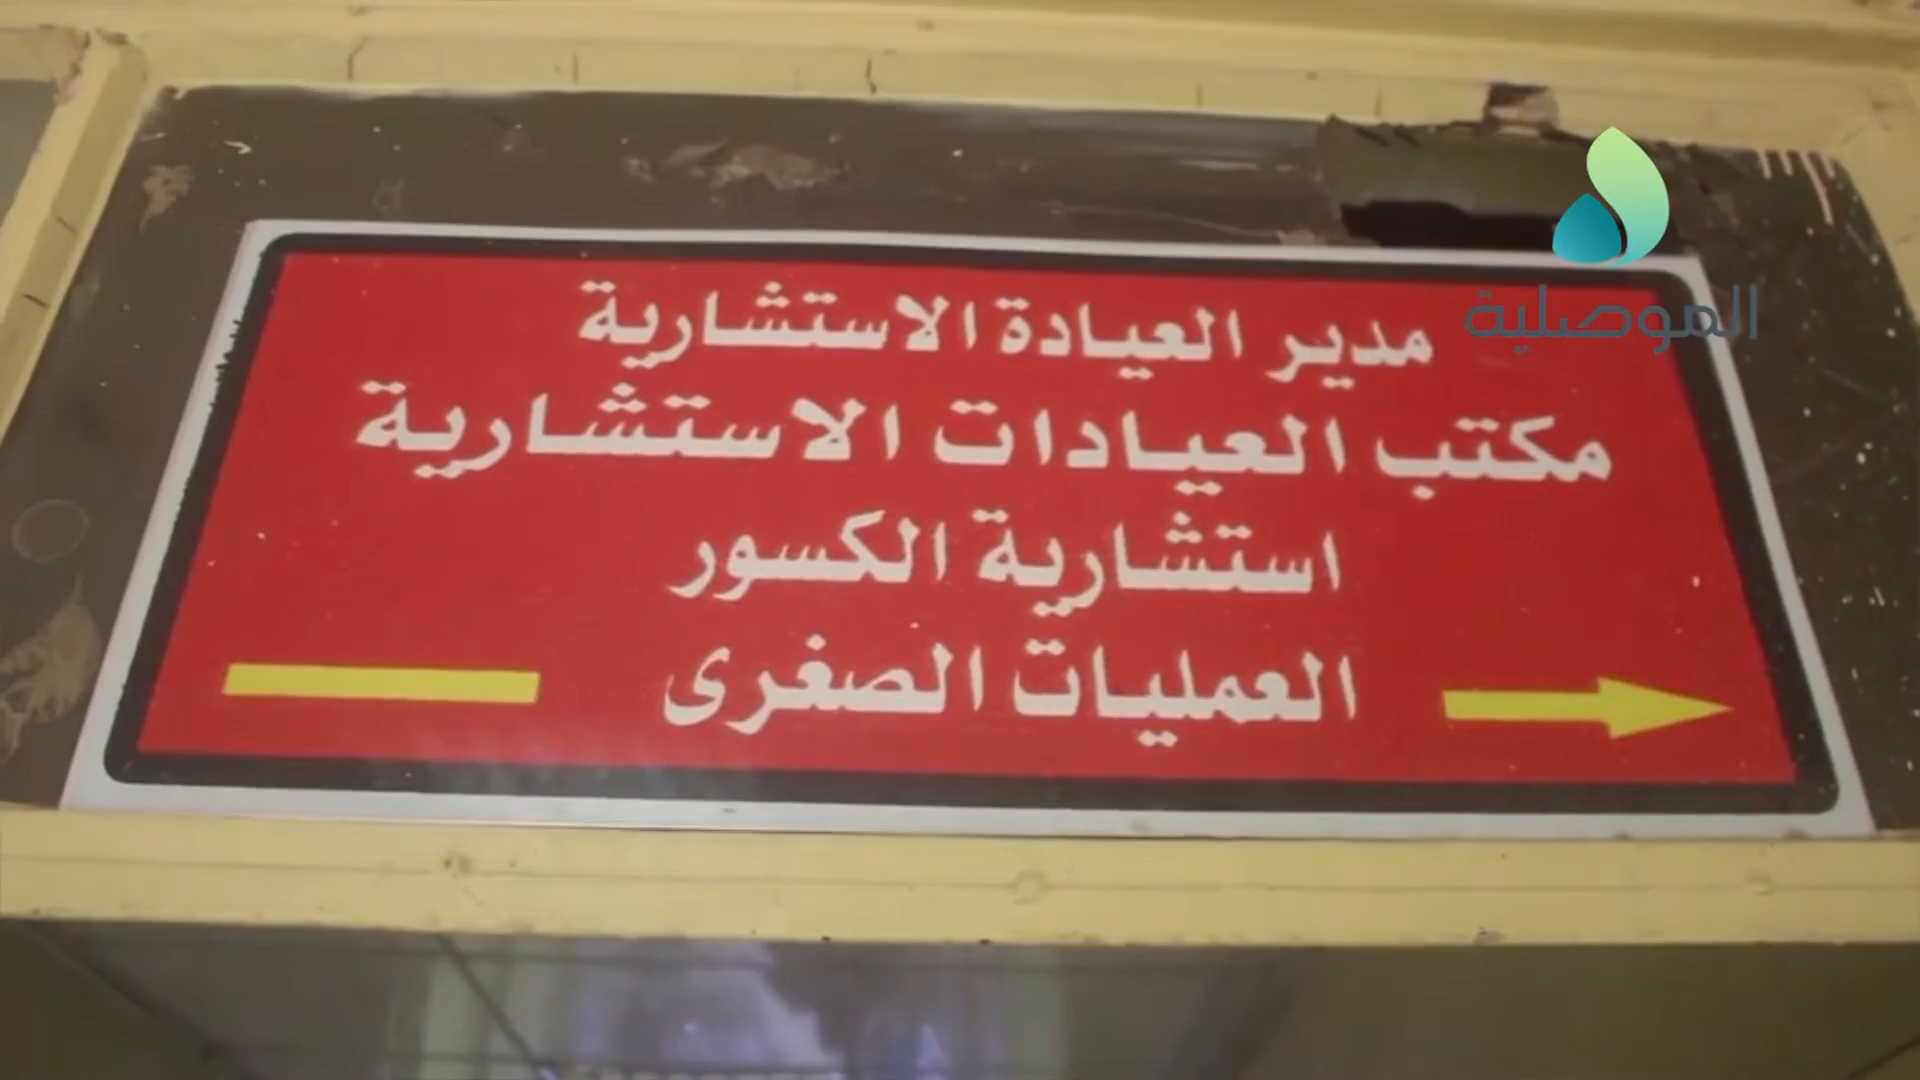 الموصلية
مدير العيادة الاستشارية
مكتب العيادات الاستشارية
استشارية الكسور
العمليات الصغرى